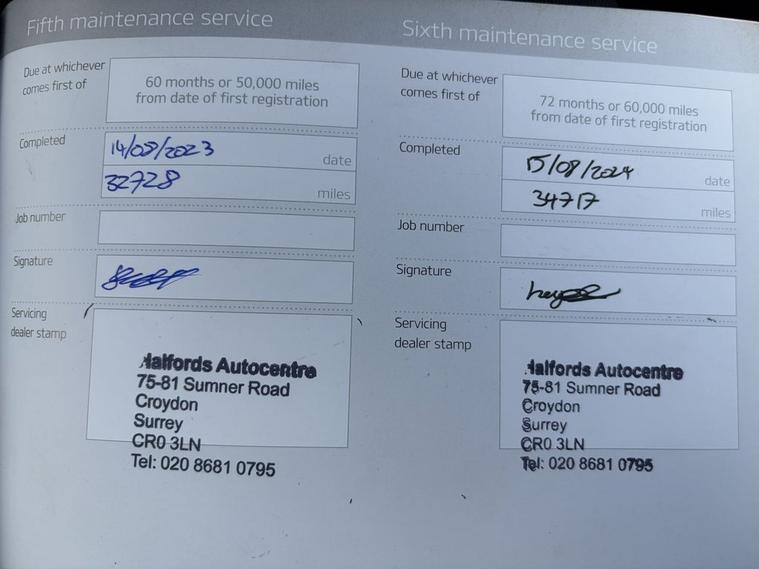 Fifth maintenance service
Due at whichever
comes first of
60 months or 50,000 miles
from date of first registration
Completed
14/08/2023
date
32728
miles
Job number
Signature
Servicing
dealer stamp
Halfords Autocentre
75-81 Sumner Road
Croydon
Surrey
CR0 3LN
Tel: 020 8681 0795
Sixth maintenance service
Due at whichever
comes first of
72 months or 60,000 miles
from date of first registration
Completed
15/08/2024
date
34717
miles
Job number
Signature
Servicing
dealer stamp
Halfords Autocentre
75-81 Sumner Road
Croydon
Surrey
CR0 3LN
Tel: 020 8681 0795